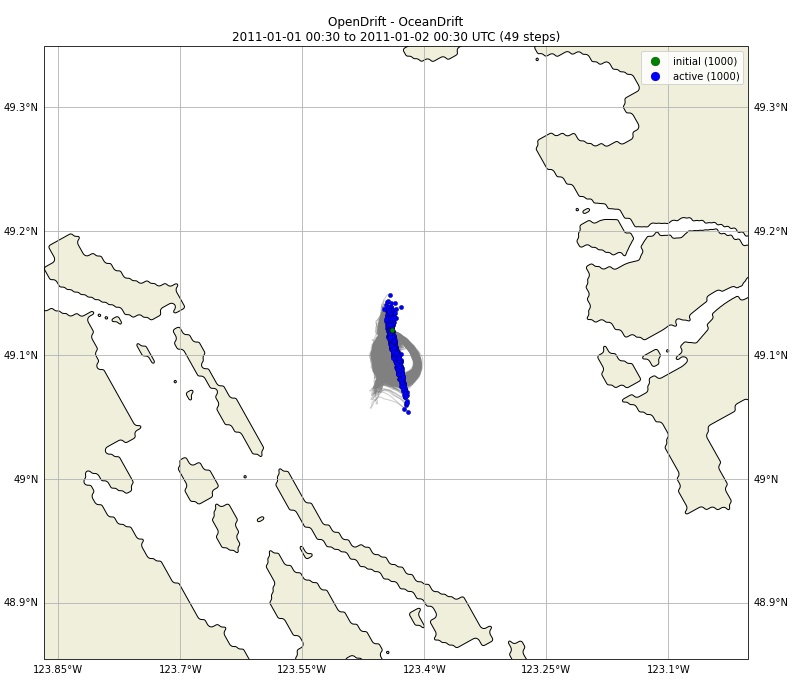 OpenDrift - OceanDrift
2011-01-01 00:30 to 2011-01-02 00:30 UTC (49 steps)
initial (1000)
active (1000)
49.3°N 49.3°N
49.2°N 49.2°N
49.1°N 49.1°N
49°N 49°N
48.9°N 48.9°N
123.85°W 123.7°W 123.55°W 123.4°W 123.25°W 123.1°W